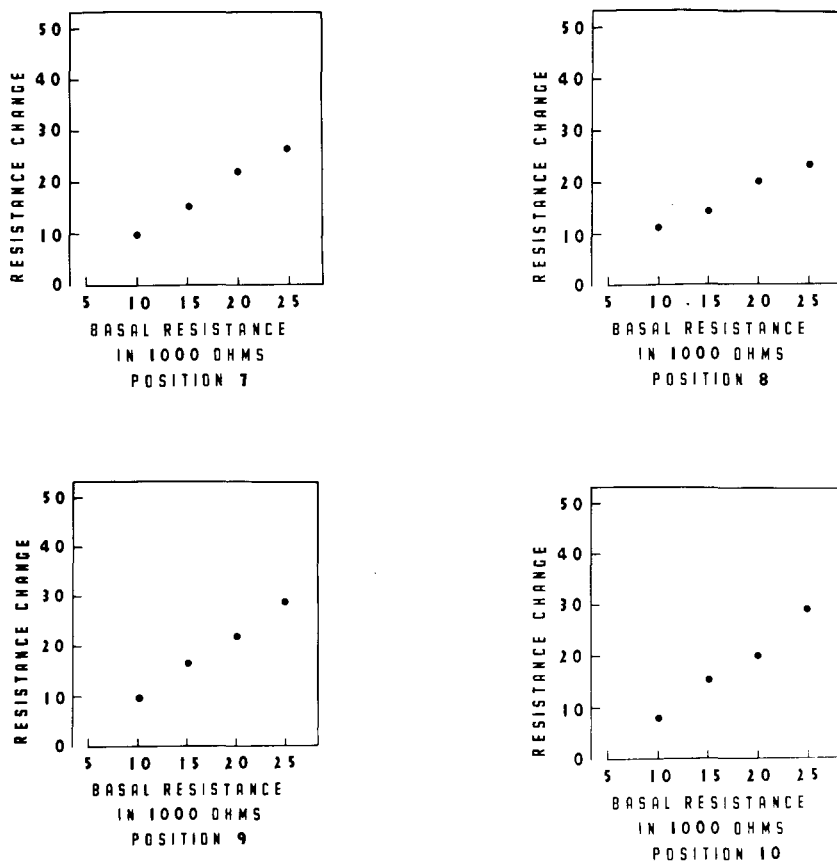 RESISTANCE CHANGE
50
40
30
20
10
0
5 10 15 20 25
BASAL RESISTANCE
IN 1000 OHMS
POSITION 7
RESISTANCE CHANGE
50
40
30
20
10
0
5 10 15 20 25
BASAL RESISTANCE
IN 1000 OHMS
POSITION 8
RESISTANCE CHANGE
50
40
30
20
10
0
5 10 15 20 25
BASAL RESISTANCE
IN 1000 OHMS
POSITION 9
RESISTANCE CHANGE
50
40
30
20
10
0
5 10 15 20 25
BASAL RESISTANCE
IN 1000 OHMS
POSITION 10